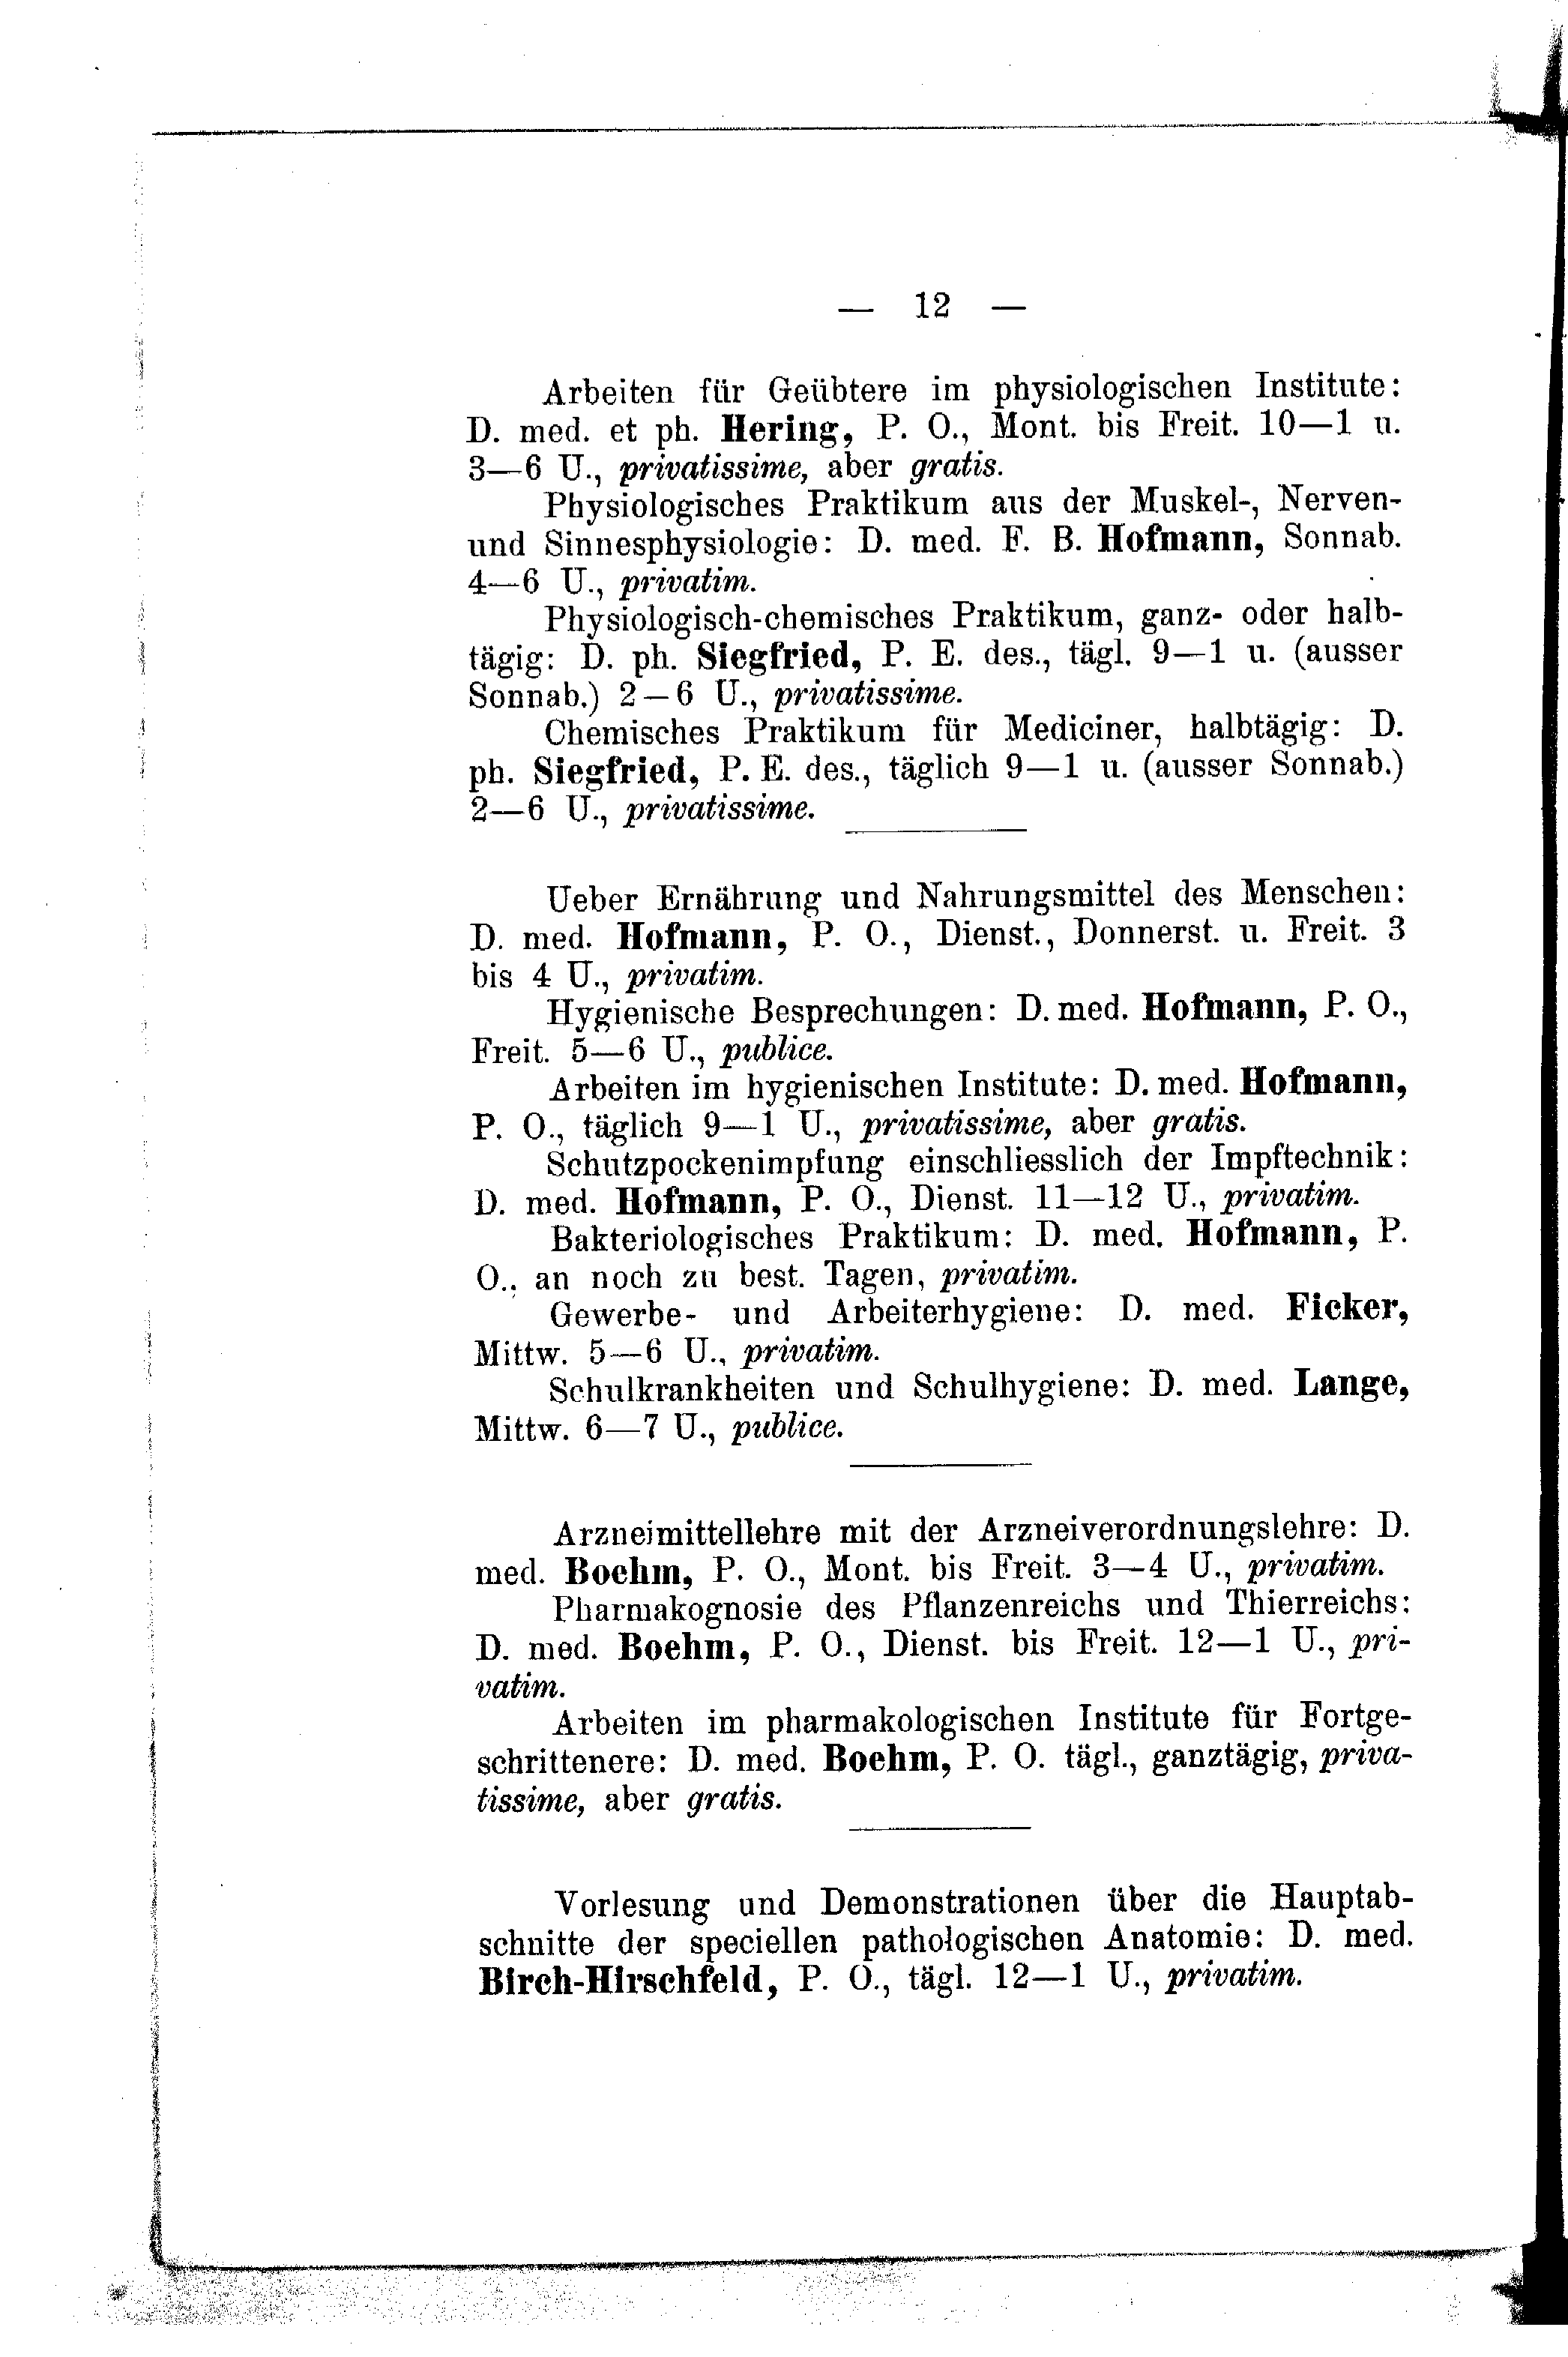 — 12 —
Arbeiten für Geübtere im physiologischen Institute:
D. med. et ph. Hering, P. O., Mont. bis Freit. 10—1 u.
3—6 U., privatissime, aber gratis.
Physiologisches Praktikum aus der Muskel-, Nerven-
und Sinnesphysiologie: D. med. F. B. Hofmann, Sonnab.
4—6 U., privatim.
Physiologisch-chemisches Praktikum, ganz- oder halb-
tägig: D. ph. Siegfried, P. E. des., tägl. 9—1 u. (ausser
Sonnab.) 2—6 U., privatissime.
Chemisches Praktikum für Mediciner, halbtägig: D.
ph. Siegfried, P. E. des., täglich 9—1 u. (ausser Sonnab.)
2—6 U., privatissime.
Ueber Ernährung und Nahrungsmittel des Menschen:
D. med. Hofmann, P. O., Dienst., Donnerst. u. Freit. 3
bis 4 U., privatim.
Hygienische Besprechungen: D. med. Hofmann, P. O.,
Freit. 5—6 U., publice.
Arbeiten im hygienischen Institute: D. med. Hofmann,
P. O., täglich 9—1 U., privatissime, aber gratis.
Schutzpockenimpfung einschliesslich der Impftechnik:
D. med. Hofmann, P. O., Dienst. 11—12 U., privatim.
Bakteriologisches Praktikum: D. med. Hofmann, P.
O., an noch zu best. Tagen, privatim.
Gewerbe- und Arbeiterhygiene: D. med. Ficker,
Mittw. 5—6 U., privatim.
Schulkrankheiten und Schulhygiene: D. med. Lange,
Mittw. 6—7 U., publice.
Arzneimittellehre mit der Arzneiverordnungslehre: D.
med. Boehm, P. O., Mont. bis Freit. 3—4 U., privatim.
Pharmakognosie des Pflanzenreichs und Thierreichs:
D. med. Boehm, P. O., Dienst. bis Freit. 12—1 U., pri-
vatim.
Arbeiten im pharmakologischen Institute für Fortge-
schrittenere: D. med. Boehm, P. O. tägl., ganztägig, priva-
tissime, aber gratis.
Vorlesung und Demonstrationen über die Hauptab-
schnitte der speciellen pathologischen Anatomie: D. med.
Birch-Hirschfeld, P. O., tägl. 12—1 U., privatim.